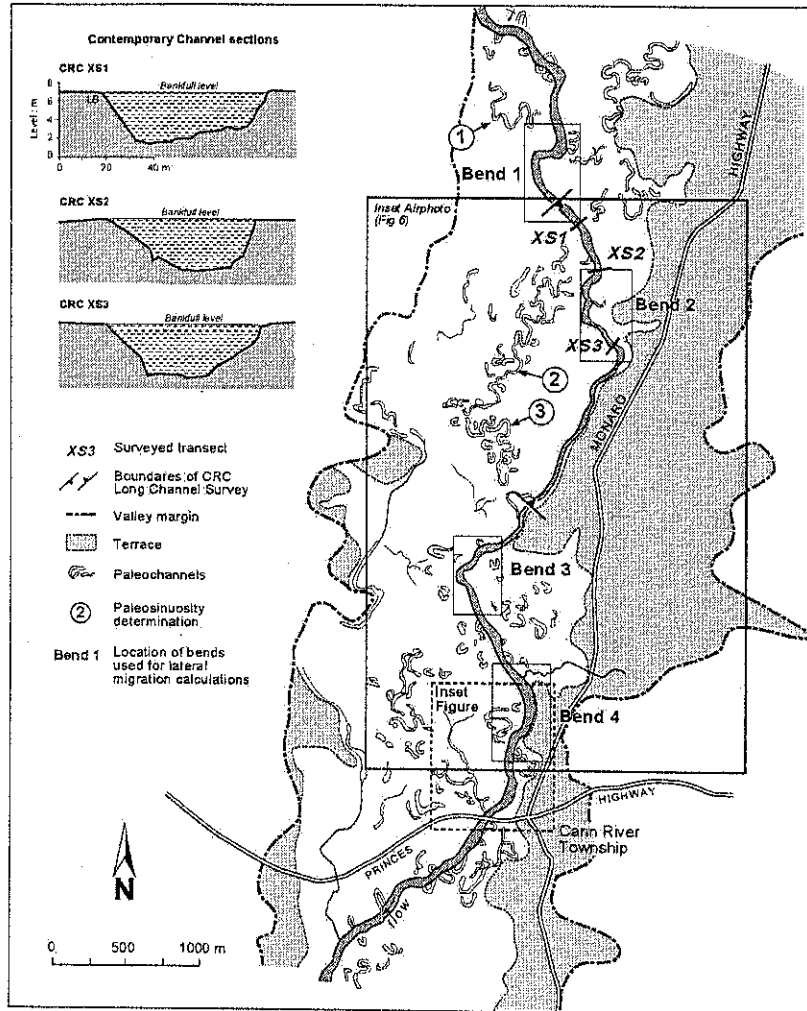 Contemporary Channel sections
CRC XS1
Bankfull level
Level : m
8
6
4
2
0
LB
20
40 m
CRC XS2
Bankfull level
CRC XS3
Bankfull level
XS3 Surveyed transect
Boundaries of CRC
Long Channel Survey
Valley margin
Terrace
Paleochannels
2 Paleosinuosity
determination
Bend 1 Location of bends
used for lateral
migration calculations
N
0 500 1000 m
1
Bend 1
HIGHWAY
Inset Airphoto
(Fig 6)
XS1
XS2
Bend 2
XS3
2
3
MONARO
Bend 3
Inset
Figure
Bend 4
HIGHWAY
PRINCES
Cann River
Township
flow